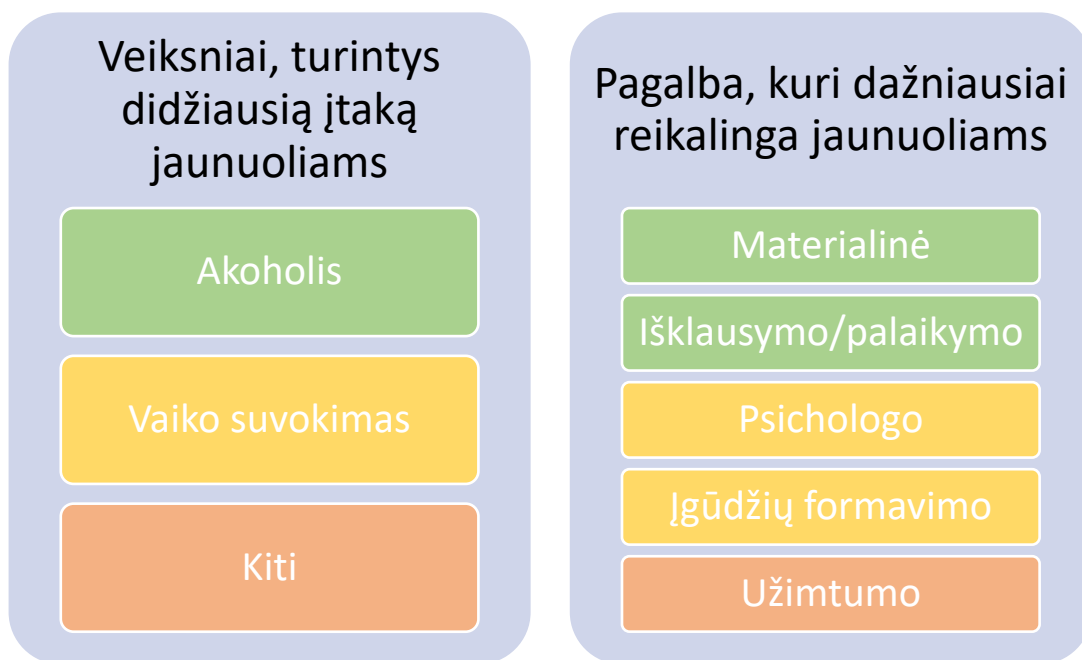 Veiksniai, turintys
didžiausią įtaką
jaunuoliams
Akoholis
Vaiko suvokimas
Kiti
Pagalba, kuri dažniausiai
reikalinga jaunuoliams
Materialinė
Išklausymo/palaikymo
Psichologo
Įgūdžių formavimo
Užimtumo